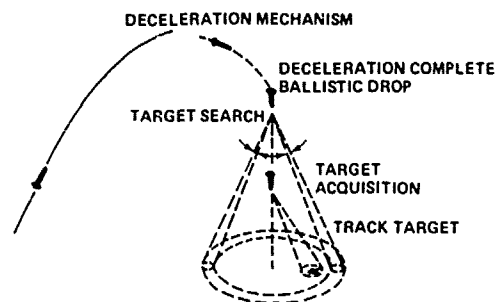 DECELERATION MECHANISM
DECELERATION COMPLETE
BALLISTIC DROP
TARGET SEARCH
TARGET
ACQUISITION
TRACK TARGET